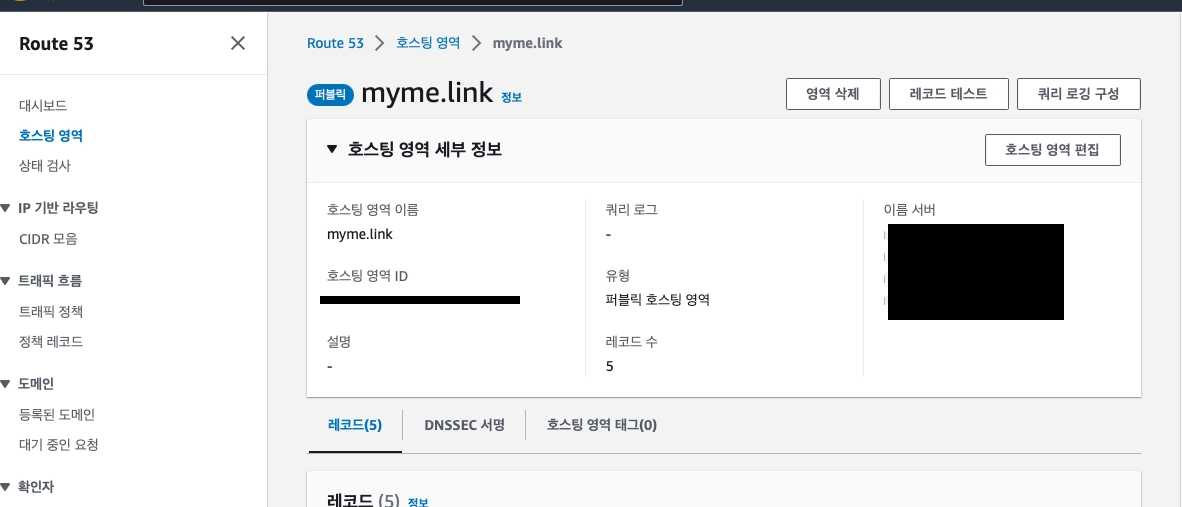 Route 53
대시보드
호스팅 영역
상태 검사
IP 기반 라우팅
CIDR 모음
트래픽 흐름
트래픽 정책
정책 레코드
도메인
등록된 도메인
대기 중인 요청
확인자
Route 53 > 호스팅 영역 > myme.link
퍼블릭 myme.link 정보
영역 삭제 레코드 테스트 쿼리 로깅 구성
호스팅 영역 세부 정보
호스팅 영역 편집
호스팅 영역 이름
myme.link
호스팅 영역 ID
설명
-
쿼리 로그
-
유형
퍼블릭 호스팅 영역
레코드 수
5
이름 서버
레코드(5) DNSSEC 서명 호스팅 영역 태그(0)
레코드 (5) 정보